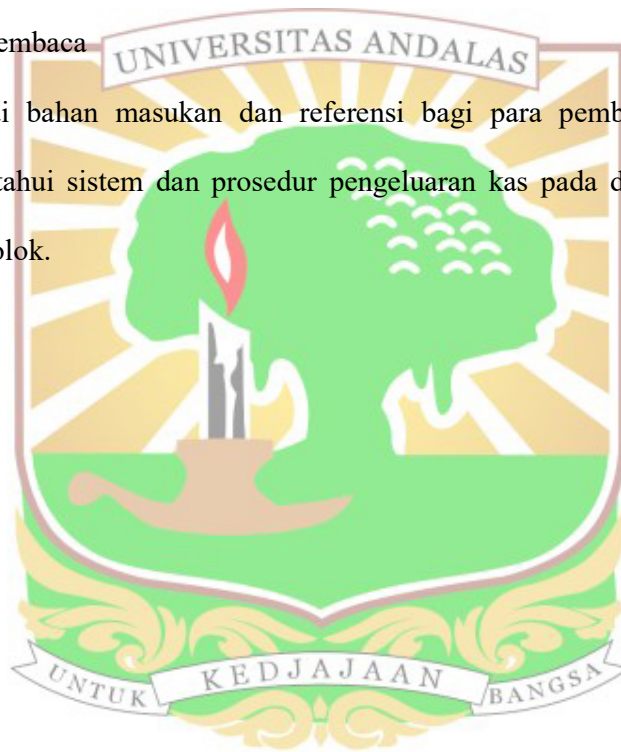 embaca
UNIVERSITAS ANDALAS
i bahan masukan dan referensi bagi para pemb
tahui sistem dan prosedur pengeluaran kas pada d
olok.
UNTUK KEDJAJAAN BANGSA